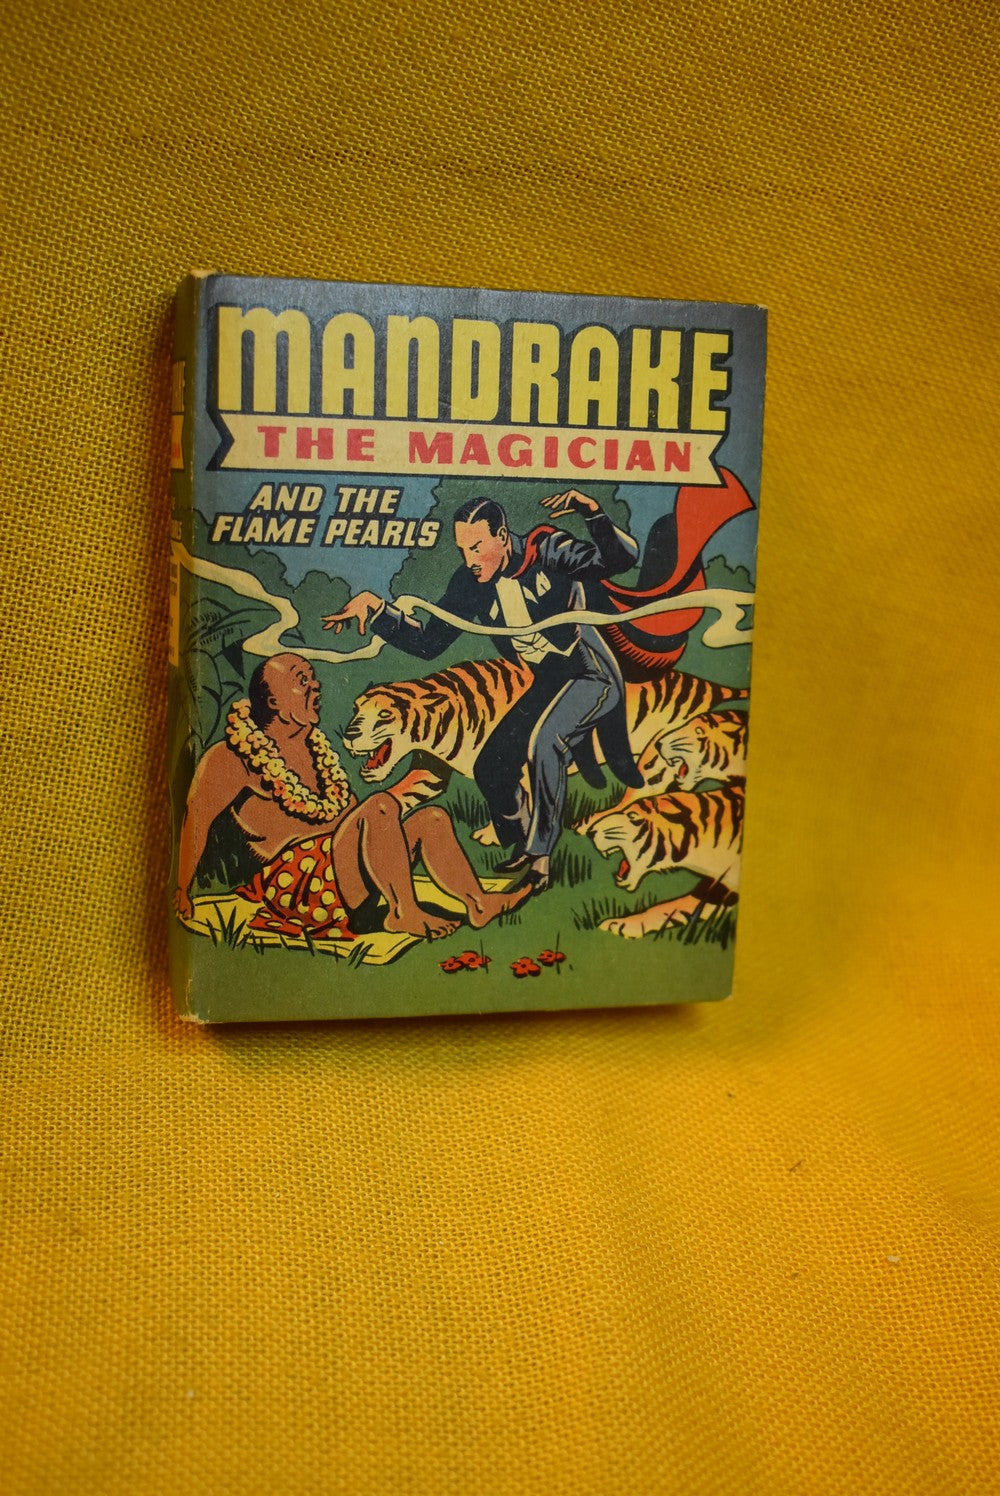 MANDRAKE
THE MAGICIAN
AND THE
FLAME PEARLS